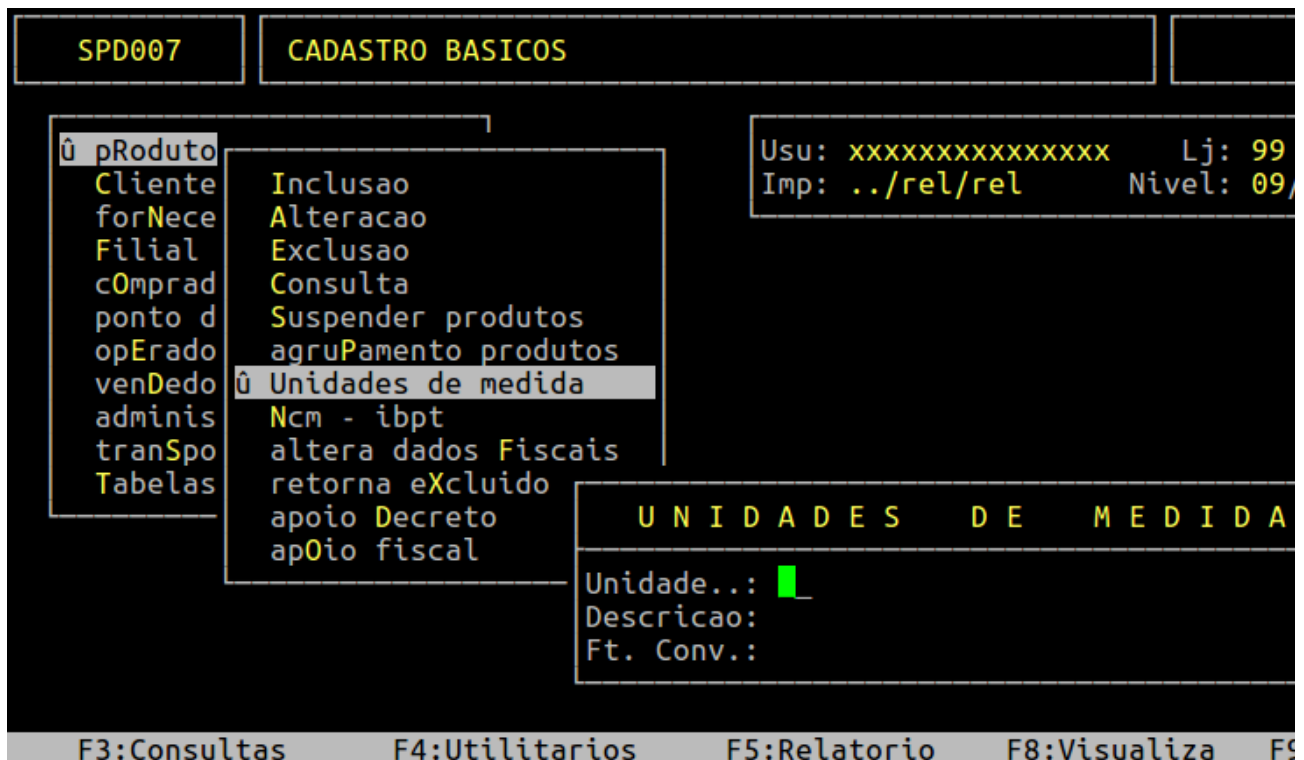 SPD007 CADASTRO BASICOS
û pRoduto
Cliente
forNece
Filial
cOmprad
ponto d
opErado
venDedo
adminis
tranSpo
Tabelas
Inclusao
Alteracao
Exclusao
Consulta
Suspender produtos
agruPamento produtos
û Unidades de medida
Ncm - ibpt
altera dados Fiscais
retorna eXcluido
apoio Decreto
apOio fiscal
Usu: xxxxxxxxxxxxxxx Lj: 99
Imp: ../rel/rel Nivel: 09/
U N I D A D E S D E M E D I D A
Unidade..: _
Descricao:
Ft. Conv.:
F3:Consultas F4:Utilitarios F5:Relatorio F8:Visualiza F9